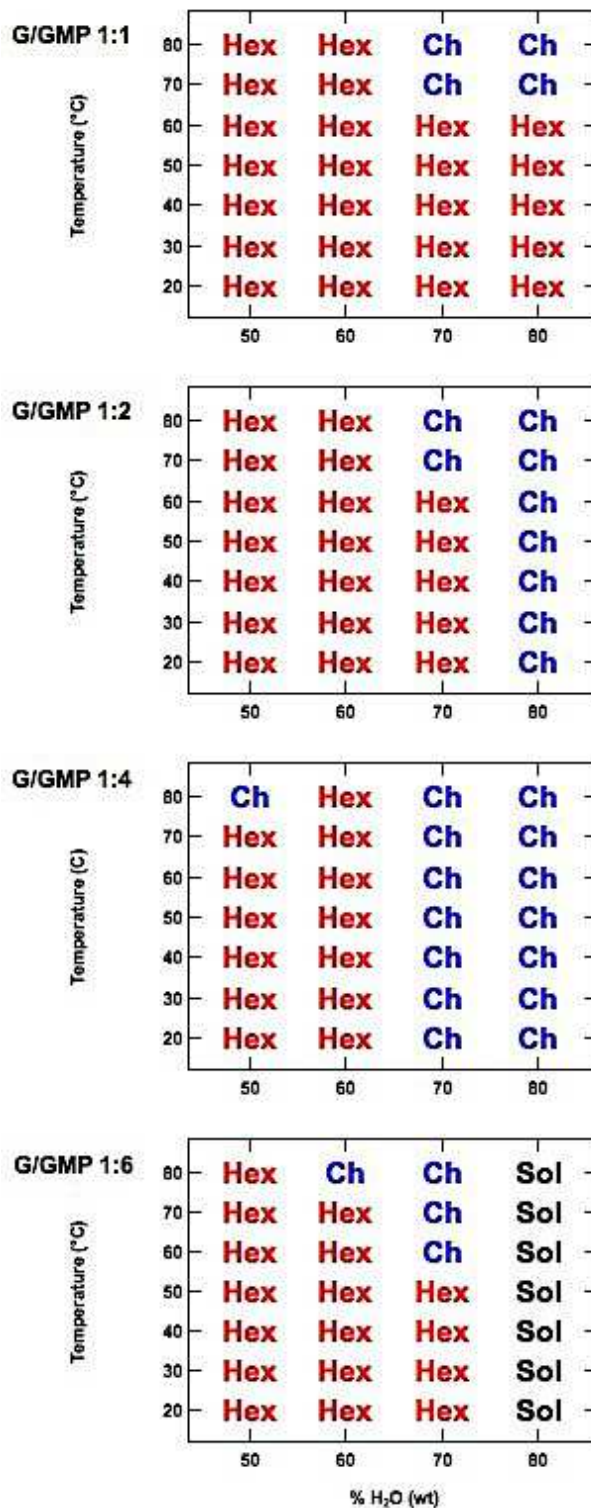 G/GMP 1:1
Temperature (°C)
80 Hex Hex Ch Ch
70 Hex Hex Ch Ch
60 Hex Hex Hex Hex
50 Hex Hex Hex Hex
40 Hex Hex Hex Hex
30 Hex Hex Hex Hex
20 Hex Hex Hex Hex
50 60 70 80
G/GMP 1:2
Temperature (°C)
80 Hex Hex Ch Ch
70 Hex Hex Ch Ch
60 Hex Hex Hex Ch
50 Hex Hex Hex Ch
40 Hex Hex Hex Ch
30 Hex Hex Hex Ch
20 Hex Hex Hex Ch
50 60 70 80
G/GMP 1:4
Temperature (C)
80 Ch Hex Ch Ch
70 Hex Hex Ch Ch
60 Hex Hex Ch Ch
50 Hex Hex Ch Ch
40 Hex Hex Ch Ch
30 Hex Hex Ch Ch
20 Hex Hex Ch Ch
50 60 70 80
G/GMP 1:6
Temperature (°C)
80 Hex Ch Ch Sol
70 Hex Hex Ch Sol
60 Hex Hex Ch Sol
50 Hex Hex Hex Sol
40 Hex Hex Hex Sol
30 Hex Hex Hex Sol
20 Hex Hex Hex Sol
50 60 70 80
% H₂O (wt)